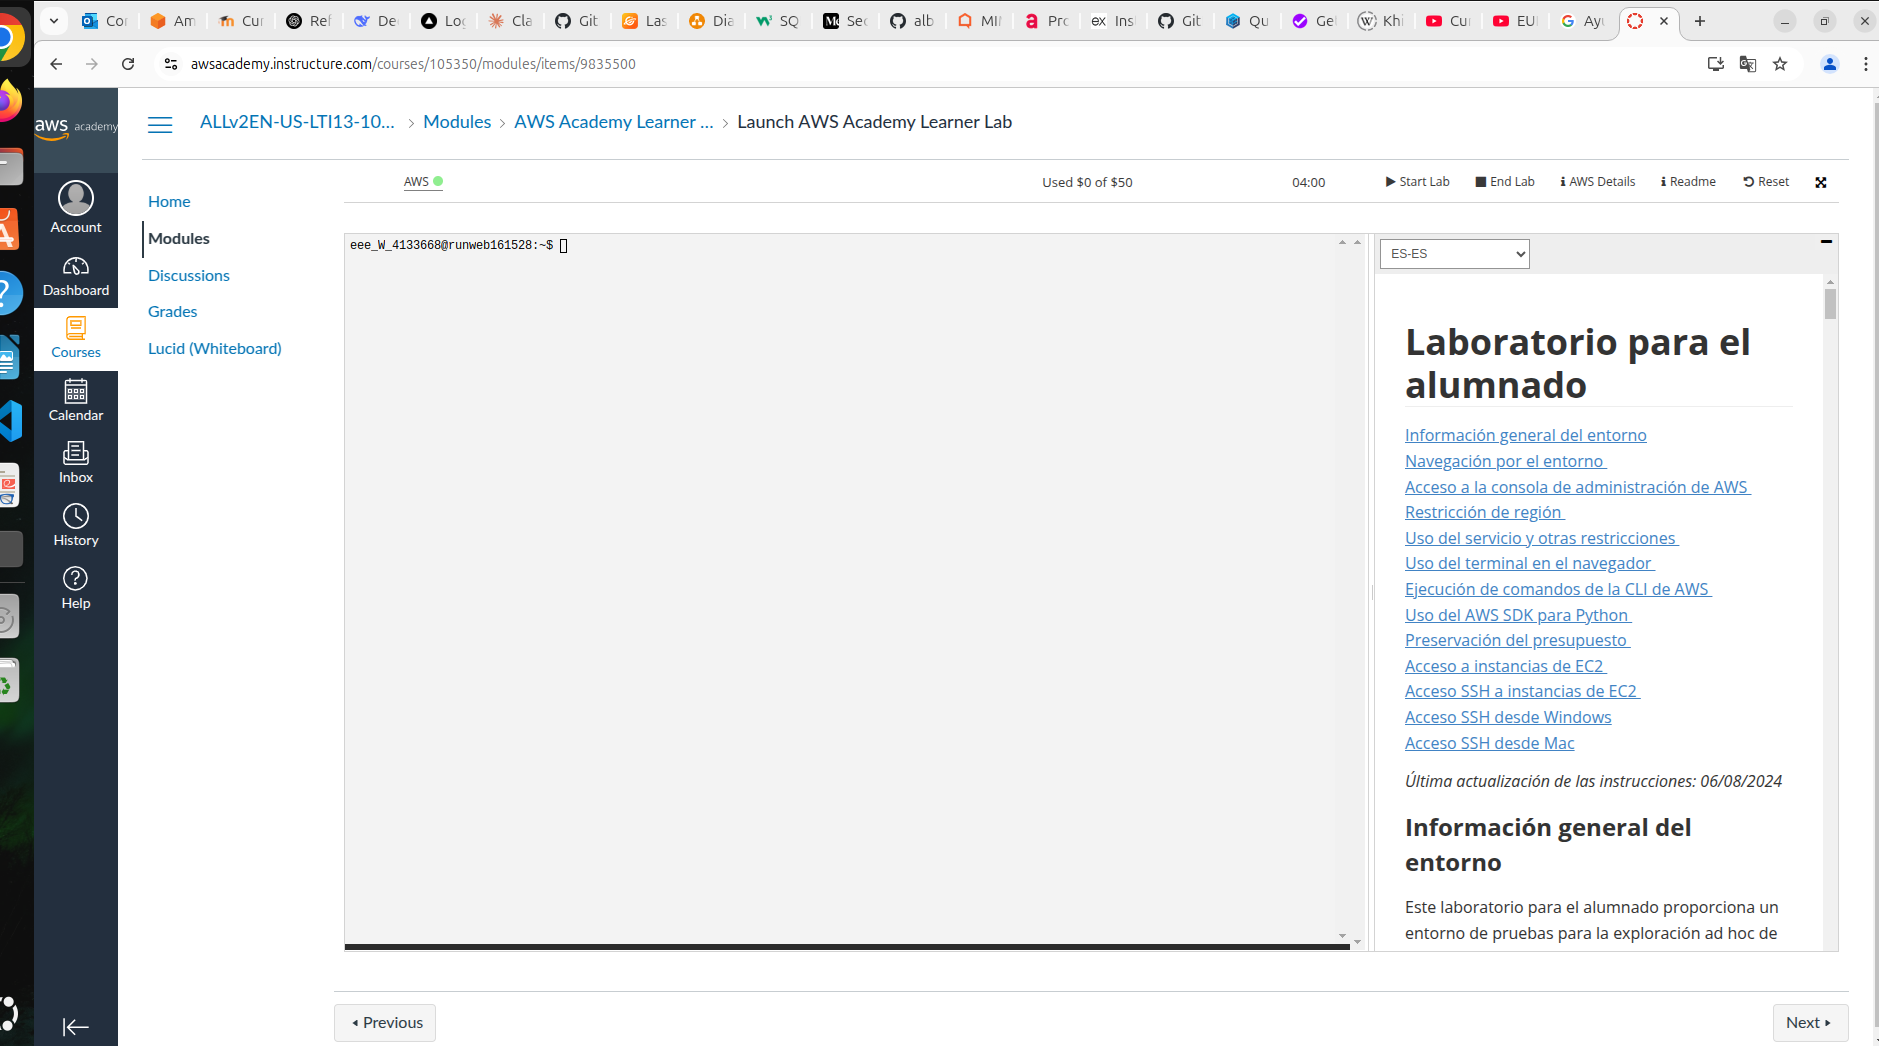 Cor
Am
Cur
Ref
De
Log
Cla
Git
Las
Dia
SQ
Sec
alb
MII
Pro
ex Ins
Git
Qu
Ge
Khi
Cu
EU
Ayu
awsacademy.instructure.com/courses/105350/modules/items/9835500
aws academy
ALLv2EN-US-LTI13-10... › Modules › AWS Academy Learner ... › Launch AWS Academy Learner Lab
Account
Dashboard
Courses
Calendar
Inbox
History
Help
Home
Modules
Discussions
Grades
Lucid (Whiteboard)
AWS
Used $0 of $50
04:00
Start Lab
End Lab
AWS Details
Readme
Reset
eee_W_4133668@runweb161528:~$
ES-ES
Laboratorio para el
alumnado
Información general del entorno
Navegación por el entorno
Acceso a la consola de administración de AWS
Restricción de región
Uso del servicio y otras restricciones
Uso del terminal en el navegador
Ejecución de comandos de la CLI de AWS
Uso del AWS SDK para Python
Preservación del presupuesto
Acceso a instancias de EC2
Acceso SSH a instancias de EC2
Acceso SSH desde Windows
Acceso SSH desde Mac
Última actualización de las instrucciones: 06/08/2024
Información general del
entorno
Este laboratorio para el alumnado proporciona un
entorno de pruebas para la exploración ad hoc de
Previous
Next